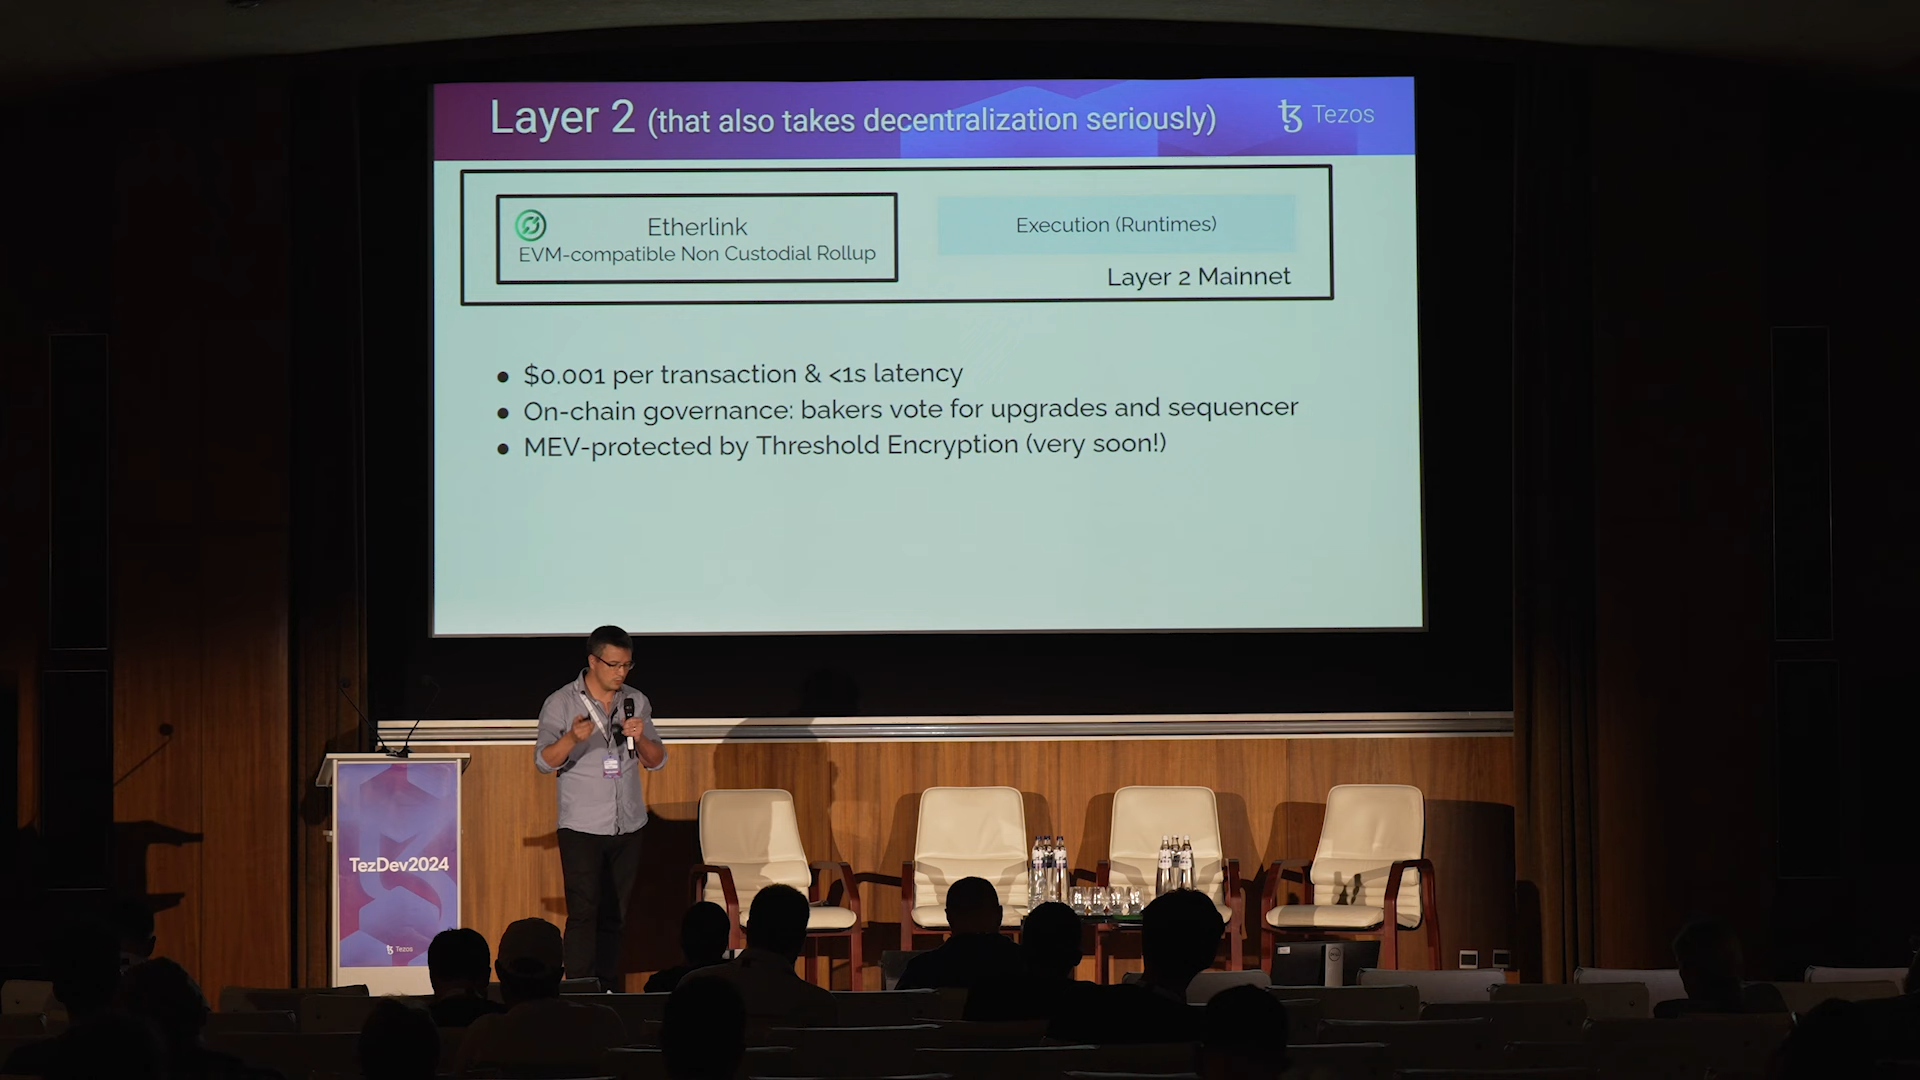 Layer 2 (that also takes decentralization seriously)
Tezos
Etherlink
EVM-compatible Non Custodial Rollup
Execution (Runtimes)
Layer 2 Mainnet
● $0.001 per transaction & <1s latency
● On-chain governance: bakers vote for upgrades and sequencer
● MEV-protected by Threshold Encryption (very soon!)
TezDev2024
Tezos